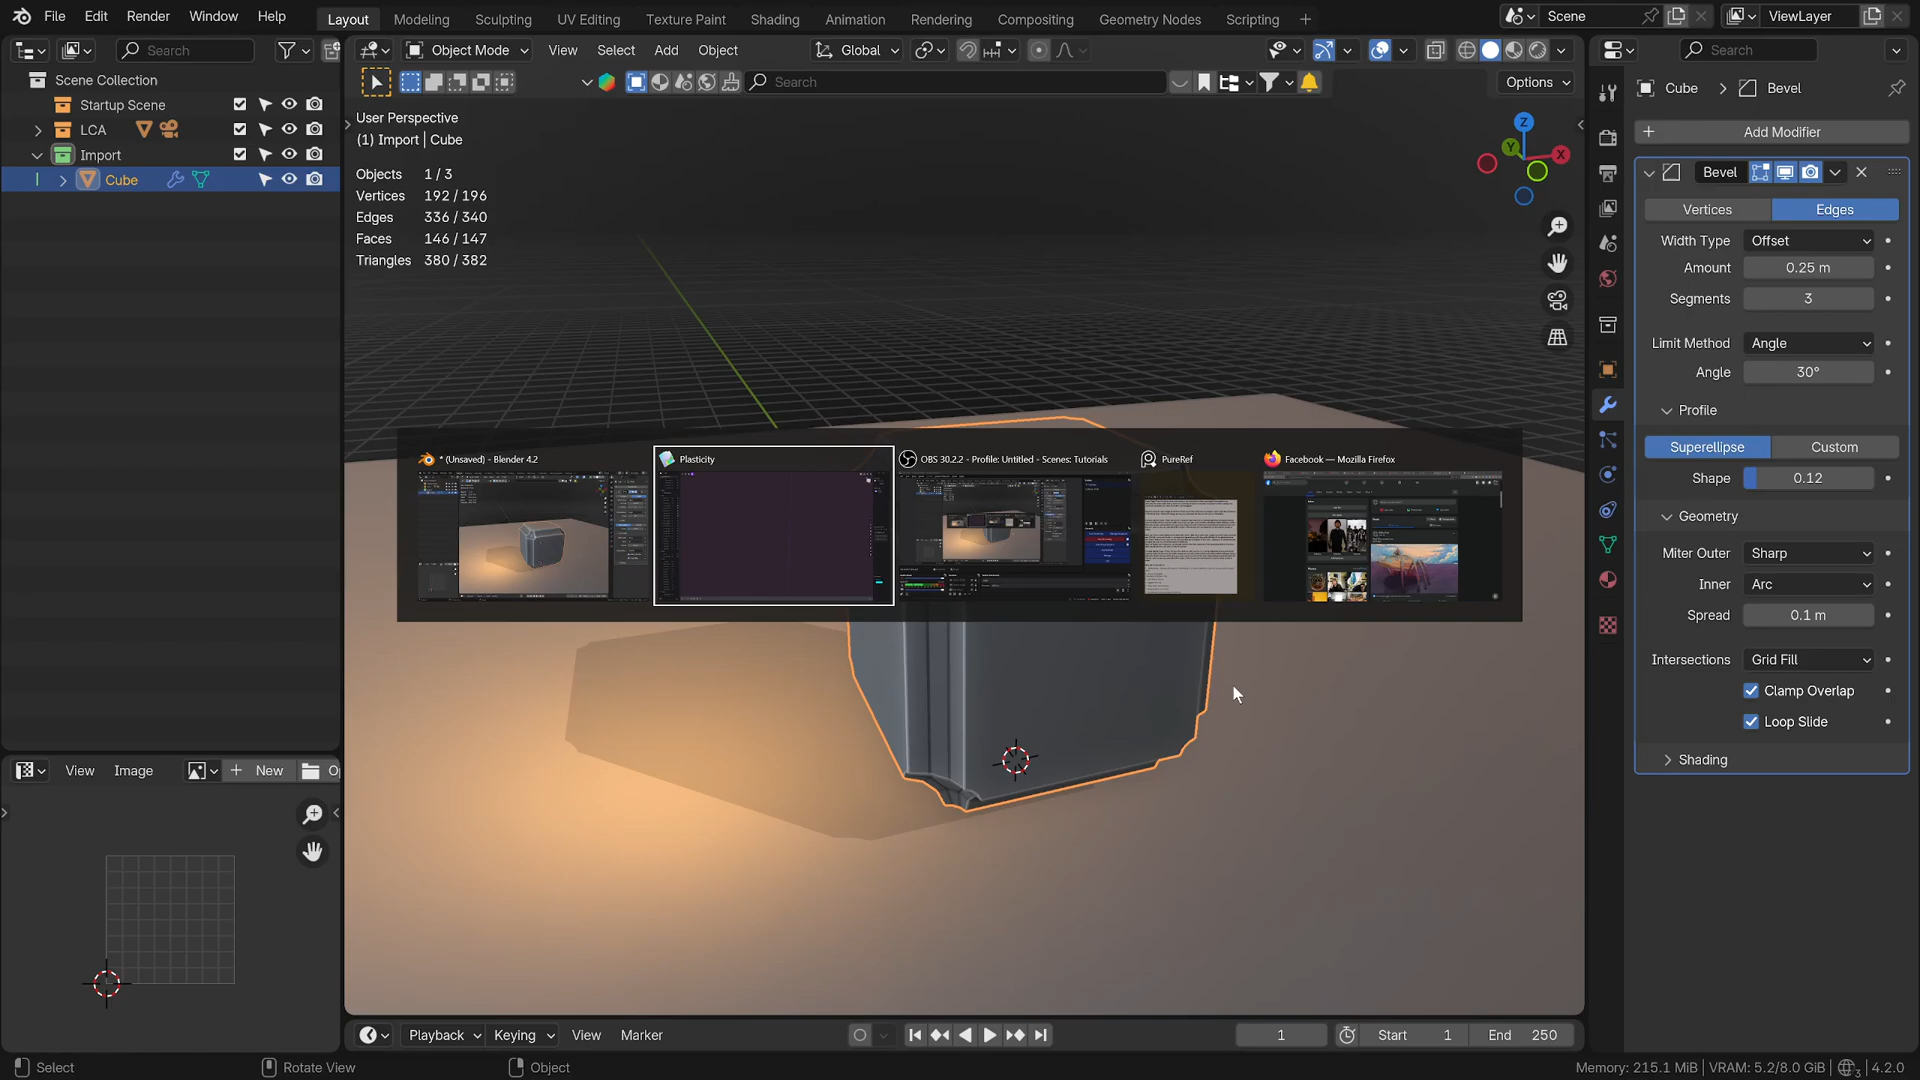 File Edit Render Window Help
Layout Modeling Sculpting UV Editing Texture Paint Shading Animation Rendering Compositing Geometry Nodes Scripting +
Scene
ViewLayer
Search
Object Mode View Select Add Object
Global
Search
Scene Collection
Startup Scene
LCA
Import
Cube
Search
Options
User Perspective
(1) Import | Cube
Objects 1 / 3
Vertices 192 / 196
Edges 336 / 340
Faces 146 / 147
Triangles 380 / 382
Z
Y
X
Cube > Bevel
+ Add Modifier
Bevel
Vertices Edges
Width Type Offset
Amount 0.25 m
Segments 3
Limit Method Angle
Angle 30°
Profile
Superellipse Custom
Shape 0.12
Geometry
Miter Outer Sharp
Inner Arc
Spread 0.1 m
Intersections Grid Fill
Clamp Overlap
Loop Slide
Shading
* (Unsaved) - Blender 4.2
Plasticity
OBS 30.2.2 - Profile: Untitled - Scenes: Tutorials
PureRef
Facebook — Mozilla Firefox
View Image + New O
Playback Keying View Marker
1
Start 1
End 250
Select
Rotate View
Object
Memory: 215.1 MiB | VRAM: 5.2/8.0 GiB | 3 | 4.2.0